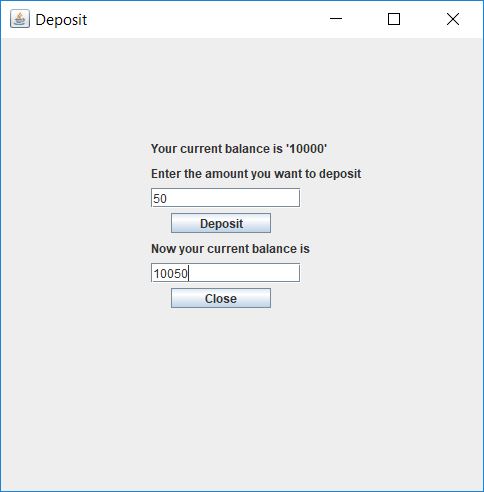 Deposit
Your current balance is '10000'
Enter the amount you want to deposit
50
Deposit
Now your current balance is
10050
Close